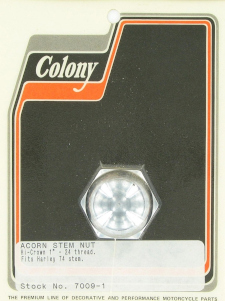 Colony
ACORN STEM NUT
Hi-Crown 1" - 24 thread.
Fits Harley 74 stem.
Stock No. 7009-1
THE PREMIUM LINE OF DECORATIVE AND PERFORMANCE MOTORCYCLE PARTS